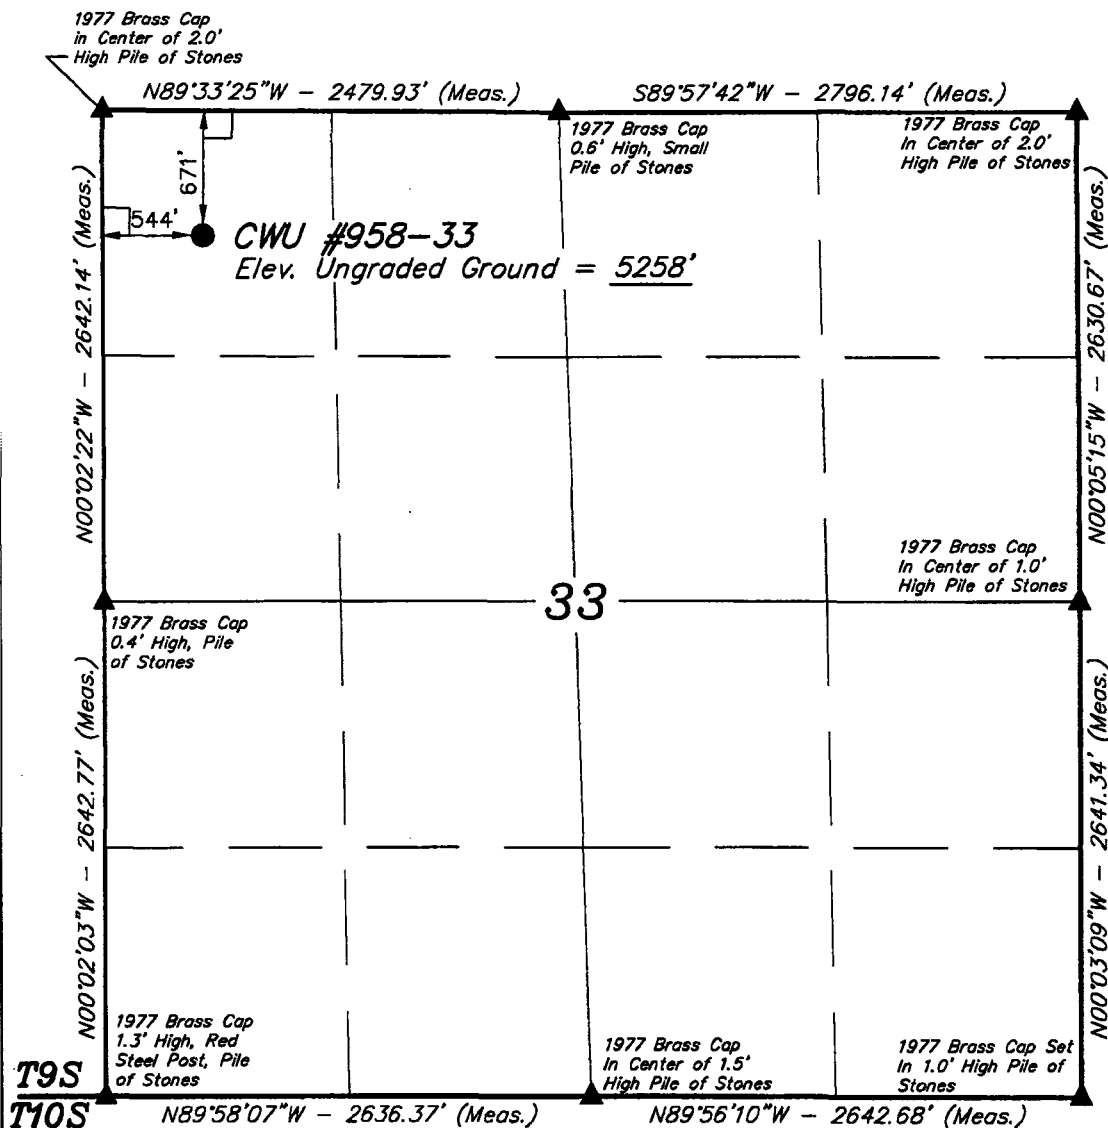 1977 Brass Cap
in Center of 2.0'
High Pile of Stones
N89°33'25"W - 2479.93' (Meas.)
S89°57'42"W - 2796.14' (Meas.)
1977 Brass Cap
0.6' High, Small
Pile of Stones
1977 Brass Cap
In Center of 2.0'
High Pile of Stones
671'
544'
CWU #958-33
Elev. Ungraded Ground = 5258'
N00°02'22"W - 2642.14' (Meas.)
N00°05'15"W - 2630.67' (Meas.)
1977 Brass Cap
In Center of 1.0'
High Pile of Stones
33
1977 Brass Cap
0.4' High, Pile
of Stones
N00°02'03"W - 2642.77' (Meas.)
N00°03'09"W - 2641.34' (Meas.)
1977 Brass Cap
1.3' High, Red
Steel Post, Pile
of Stones
1977 Brass Cap
In Center of 1.5'
High Pile of Stones
1977 Brass Cap Set
In 1.0' High Pile of
Stones
T9S
T10S
N89°58'07"W - 2636.37' (Meas.)
N89°56'10"W - 2642.68' (Meas.)